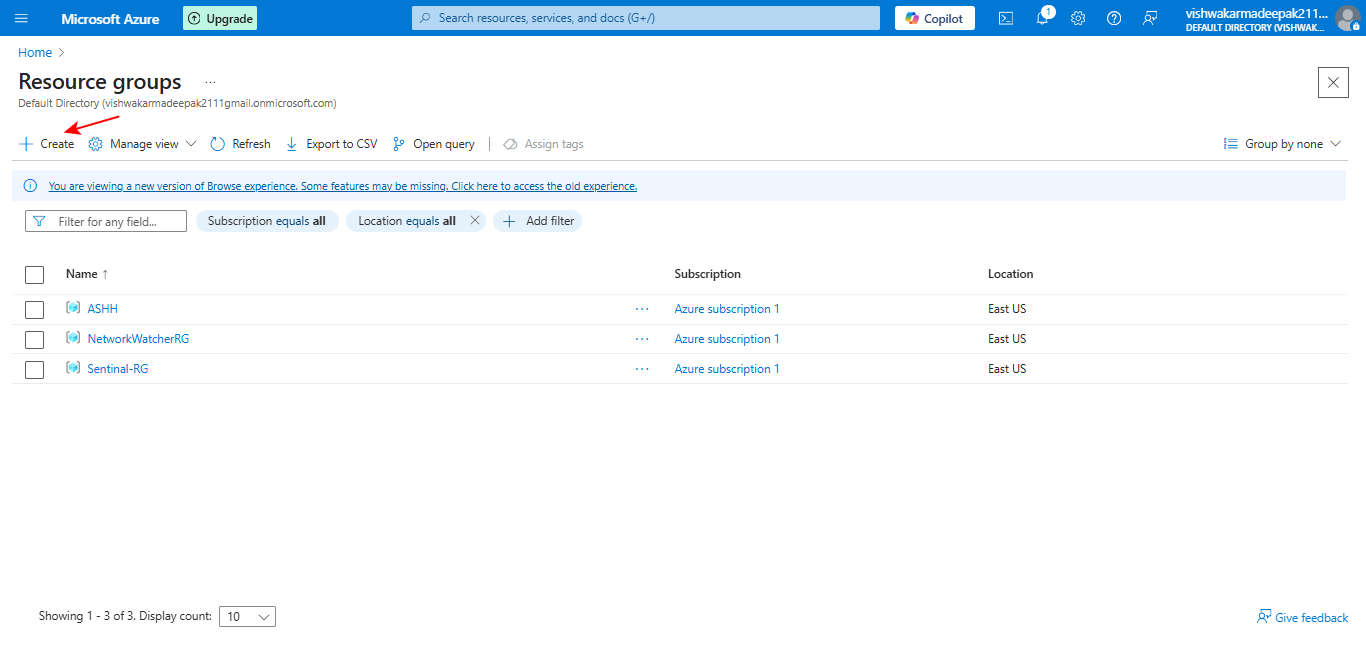 Microsoft Azure Upgrade Search resources, services, and docs (G+/) Copilot 1 vishwakarmadeepak211...
DEFAULT DIRECTORY (VISHWAK...
Home
Resource groups ...
Default Directory (vishwakarmadeepak2111gmail.onmicrosoft.com)
Create Manage view Refresh Export to CSV Open query Assign tags Group by none
You are viewing a new version of Browse experience. Some features may be missing. Click here to access the old experience.
Filter for any field... Subscription equals all Location equals all Add filter
Name ↑ Subscription Location
ASHH ... Azure subscription 1 East US
NetworkWatcherRG ... Azure subscription 1 East US
Sentinal-RG ... Azure subscription 1 East US
Showing 1 - 3 of 3. Display count: 10 Give feedback